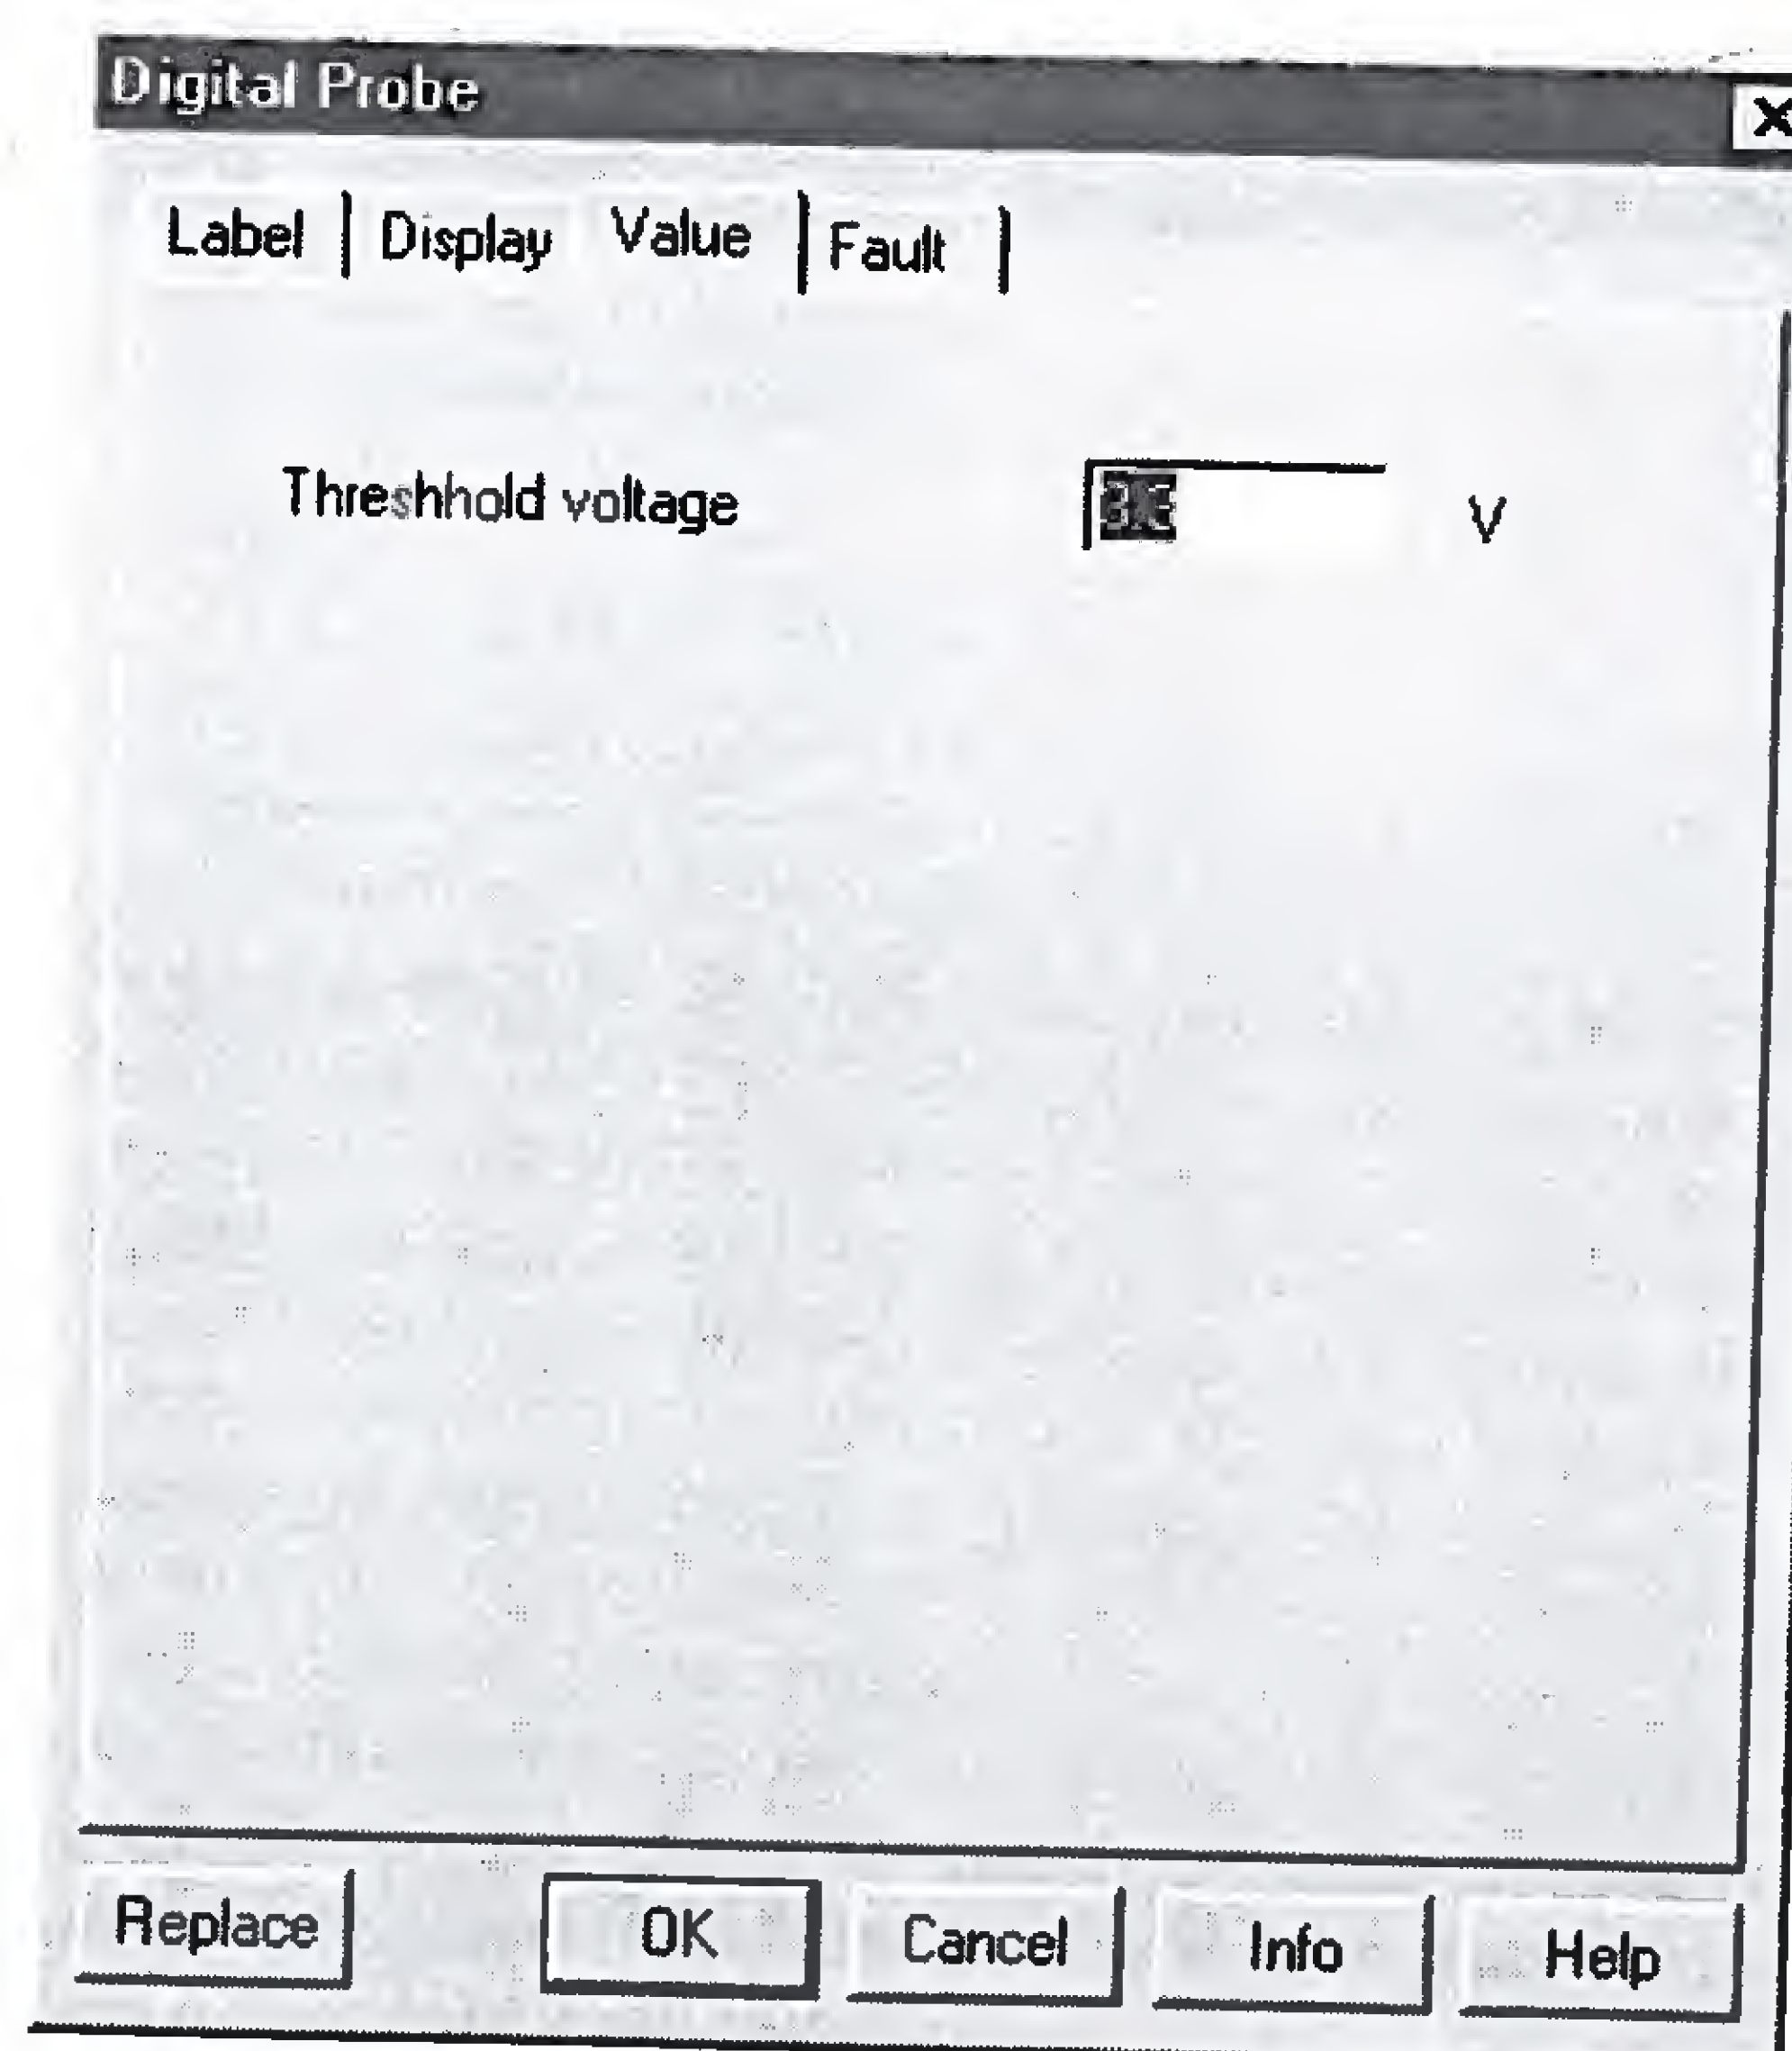 Digital Probe
Label Display Value Fault
Threshhold voltage V
Replace OK Cancel Info Help